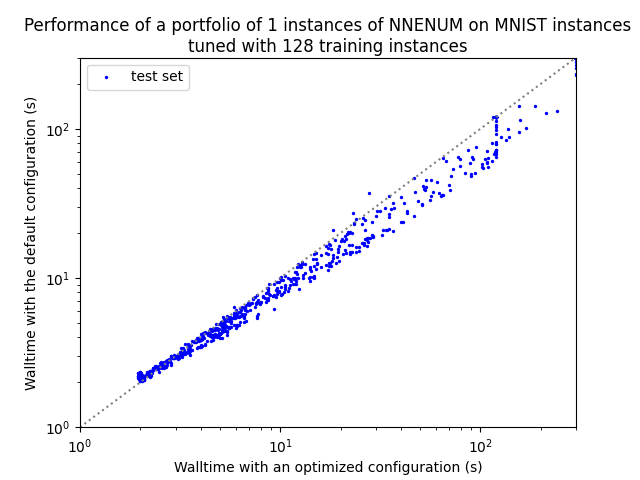 Performance of a portfolio of 1 instances of NNENUM on MNIST instances
tuned with 128 training instances
test set
Walltime with the default configuration (s)
10²
10¹
10⁰
10⁰ 10¹ 10²
Walltime with an optimized configuration (s)